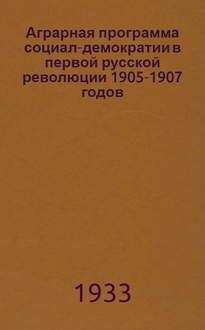 Аграрная программа
социал-демократии в
первой русской
революции 1905-1907
годов
1933